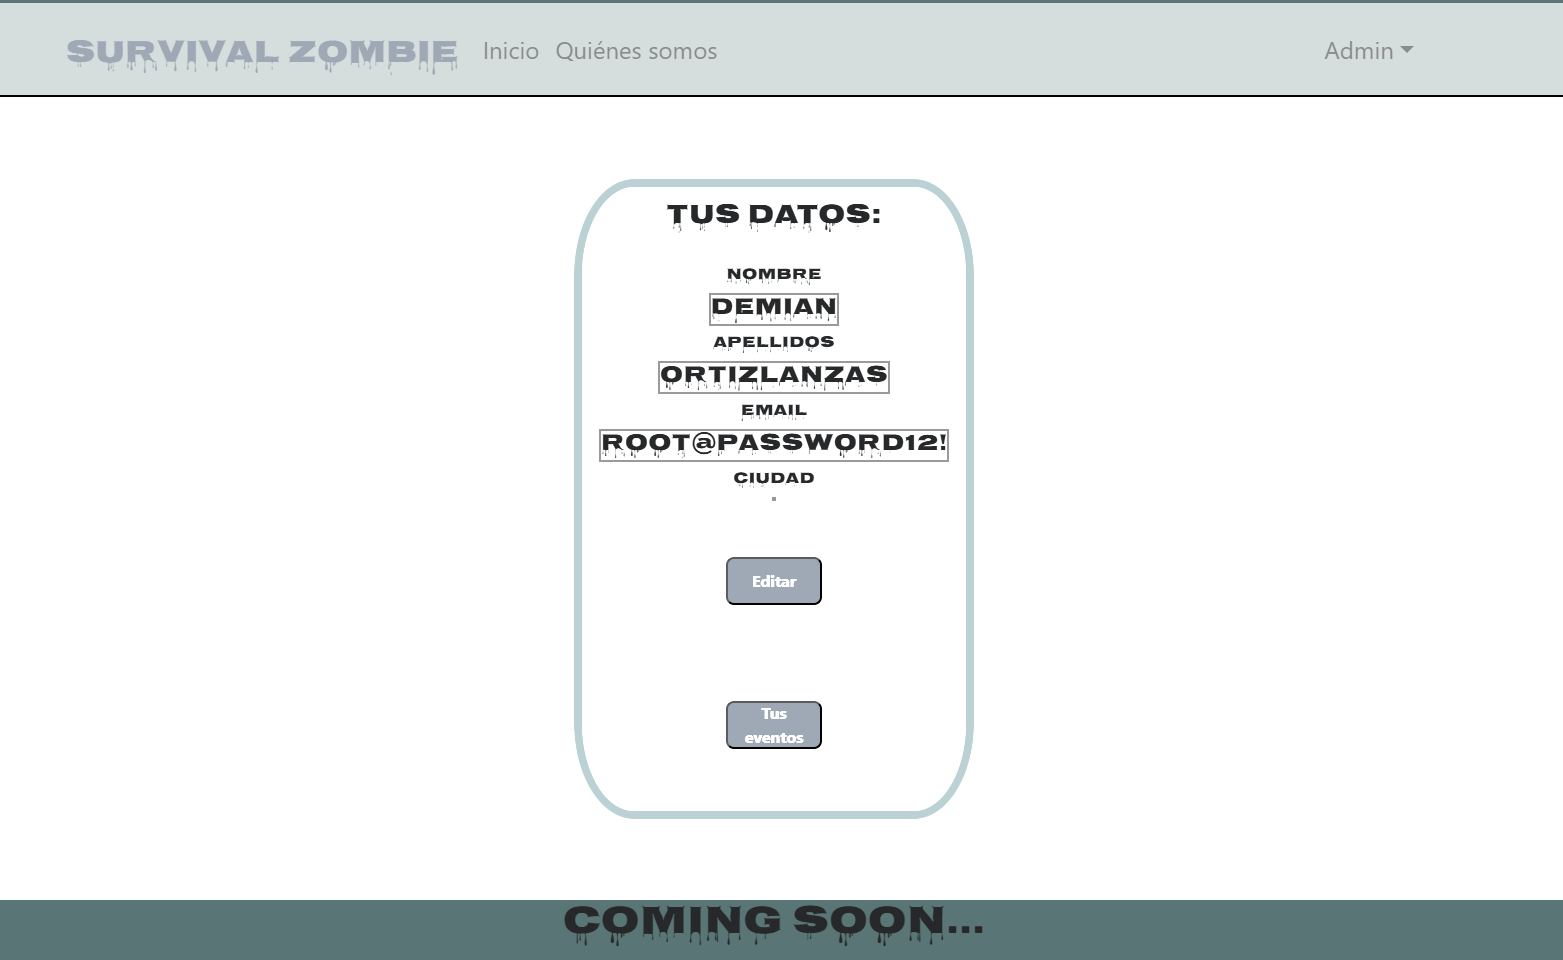 SURVIVAL ZOMBIE Inicio Quiénes somos Admin
TUS DATOS:
NOMBRE
DEMIAN
APELLIDOS
ORTIZLANZAS
EMAIL
ROOT@PASSWORD12!
CIUDAD
Editar
Tus
eventos
COMING SOON...